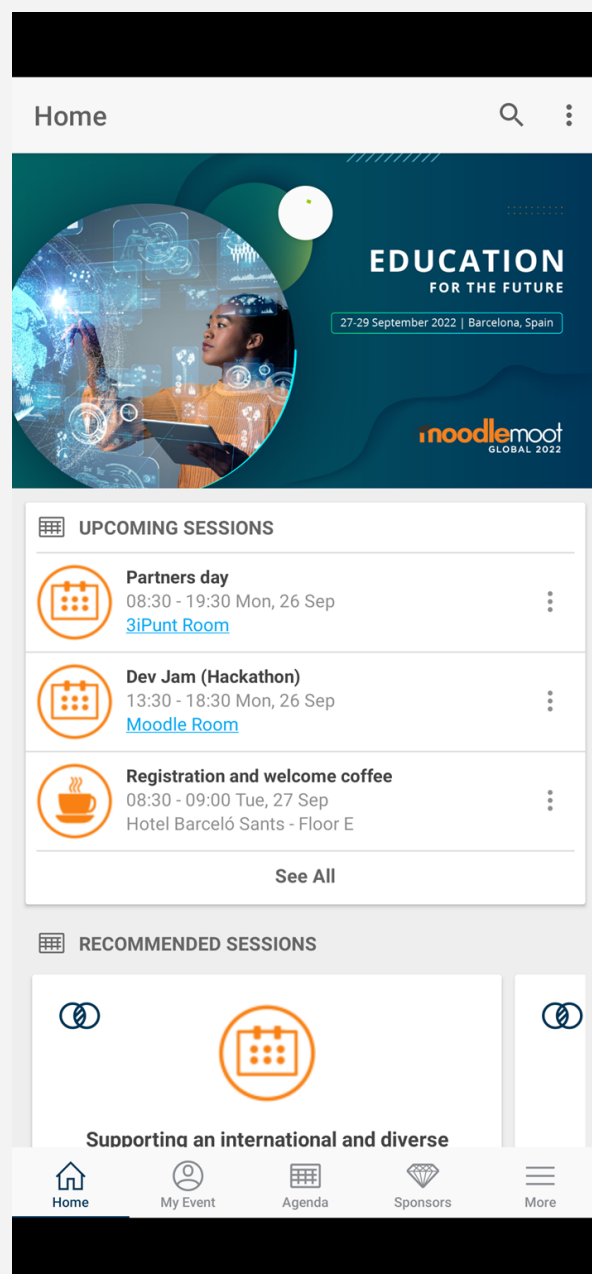 Home
EDUCATION
FOR THE FUTURE
27-29 September 2022 | Barcelona, Spain
moodlemoot
GLOBAL 2022
UPCOMING SESSIONS
Partners day
08:30 - 19:30 Mon, 26 Sep
3iPunt Room
Dev Jam (Hackathon)
13:30 - 18:30 Mon, 26 Sep
Moodle Room
Registration and welcome coffee
08:30 - 09:00 Tue, 27 Sep
Hotel Barceló Sants - Floor E
See All
RECOMMENDED SESSIONS
Supporting an international and diverse
Home
My Event
Agenda
Sponsors
More